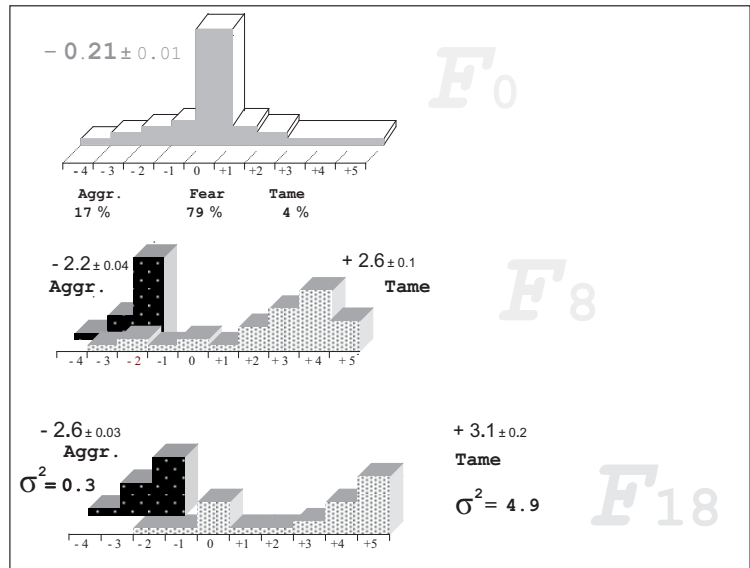 − 0.21 ± 0.01
F0
- 4 - 3 - 2 -1 0 +1 +2 +3 +4 +5
Aggr. Fear Tame
17 % 79 % 4 %
- 2.2 ± 0.04 + 2.6 ± 0.1
Aggr. Tame
F8
- 4 - 3 - 2 -1 0 +1 +2 + 3 + 4 + 5
- 2.6 ± 0.03 + 3.1 ± 0.2
Aggr. Tame
σ² = 0.3 σ² = 4.9
F18
- 4 - 3 - 2 -1 0 +1 +2 +3 +4 +5